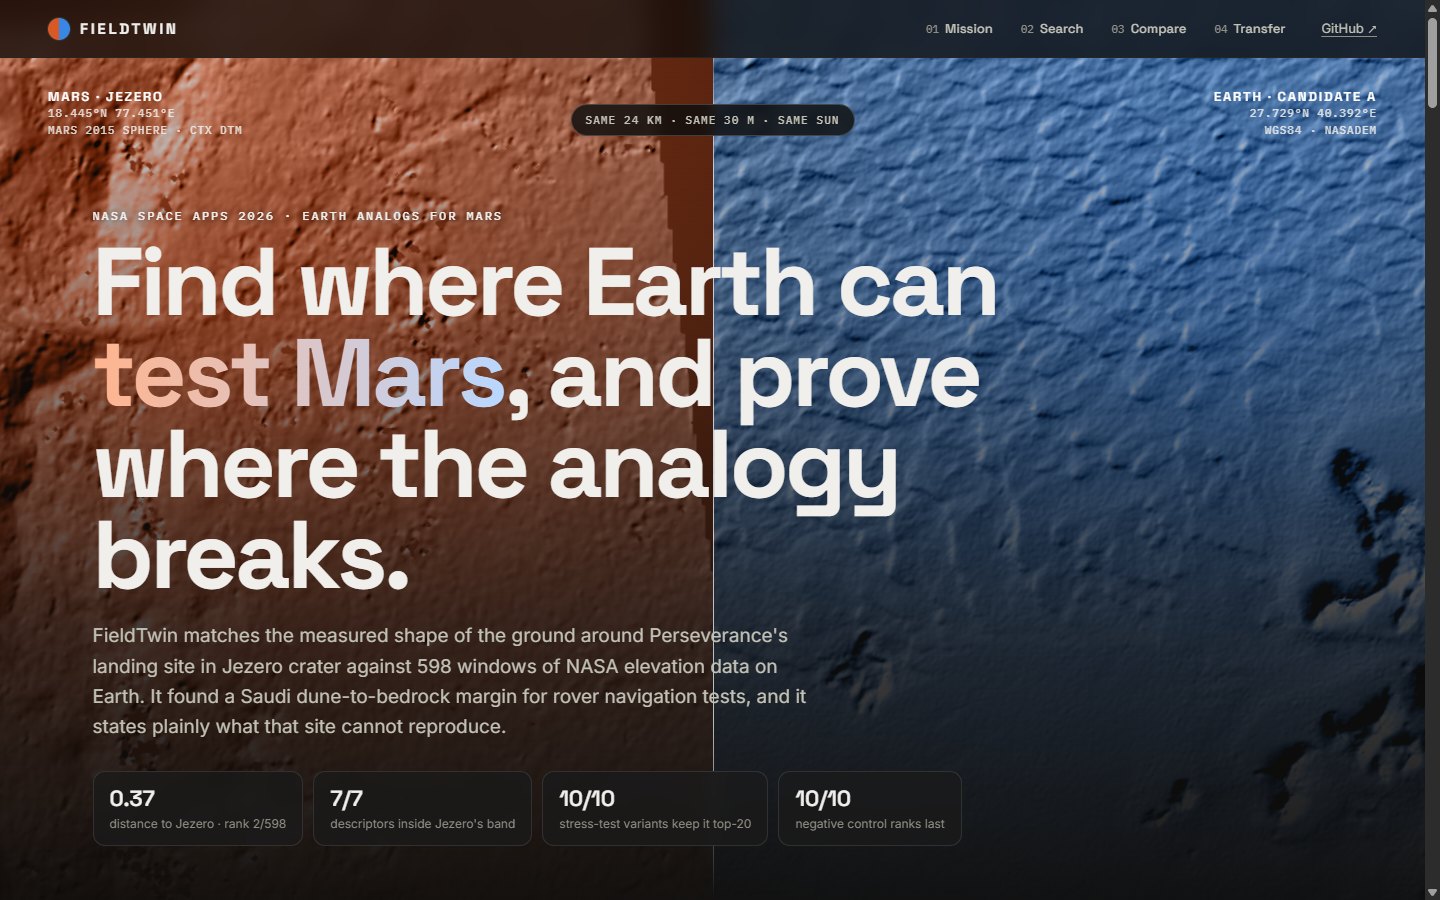 FIELDTWIN
01 Mission 02 Search 03 Compare 04 Transfer GitHub ↗
MARS · JEZERO
18.445°N 77.451°E
MARS 2015 SPHERE · CTX DTM
SAME 24 KM · SAME 30 M · SAME SUN
EARTH · CANDIDATE A
27.729°N 40.392°E
WGS84 · NASADEM
NASA SPACE APPS 2026 · EARTH ANALOGS FOR MARS
Find where Earth can
test Mars, and prove
where the analogy
breaks.
FieldTwin matches the measured shape of the ground around Perseverance's
landing site in Jezero crater against 598 windows of NASA elevation data on
Earth. It found a Saudi dune-to-bedrock margin for rover navigation tests, and it
states plainly what that site cannot reproduce.
0.37
distance to Jezero · rank 2/598
7/7
descriptors inside Jezero's band
10/10
stress-test variants keep it top-20
10/10
negative control ranks last